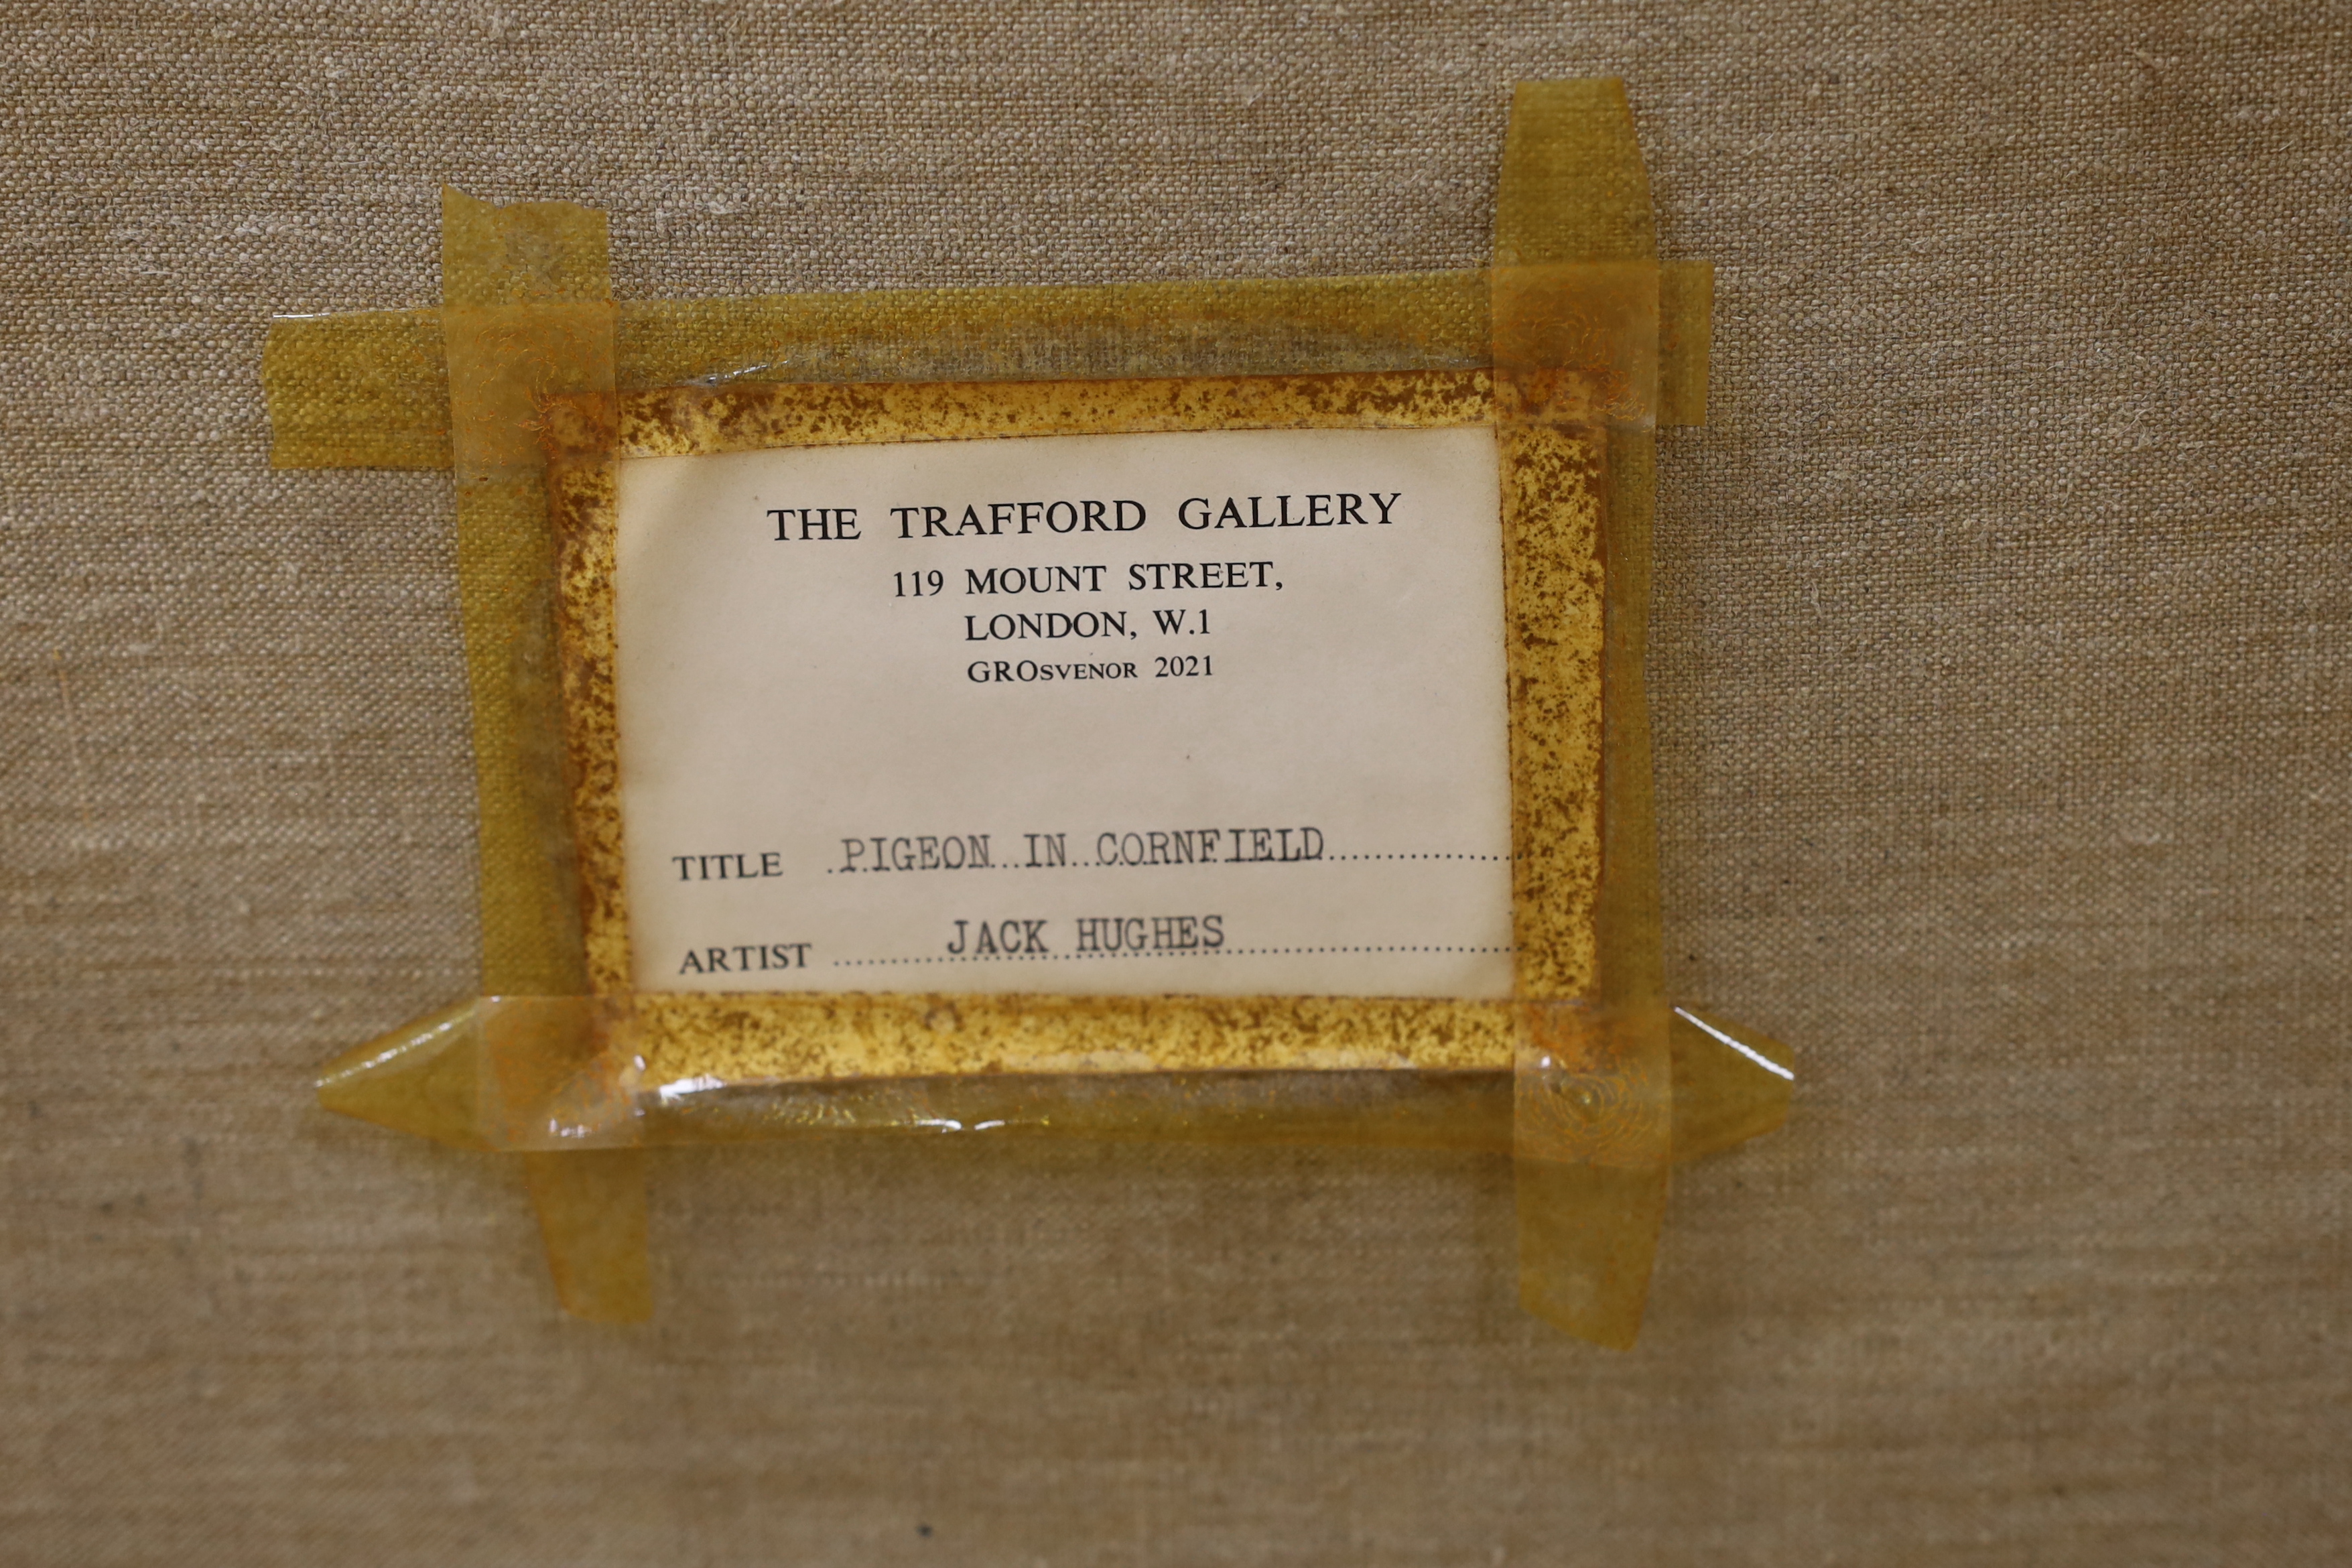 THE TRAFFORD GALLERY
119 MOUNT STREET,
LONDON, W.1
GROSVENOR 2021
TITLE PIGEON IN CORNFIELD
ARTIST JACK HUGHES